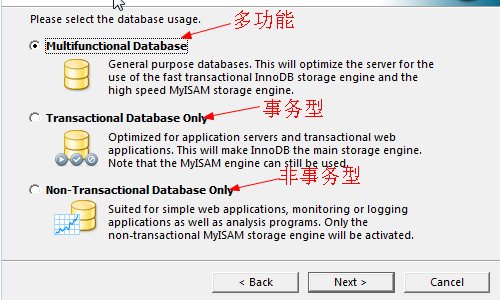 Please select the database usage.
多功能
Multifunctional Database
General purpose databases. This will optimize the server for the
use of the fast transactional InnoDB storage engine and the
high speed MyISAM storage engine.
事务型
Transactional Database Only
Optimized for application servers and transactional web
applications. This will make InnoDB the main storage engine.
Note that the MyISAM engine can still be used.
非事务型
Non-Transactional Database Only
Suited for simple web applications, monitoring or logging
applications as well as analysis programs. Only the
non-transactional MyISAM storage engine will be activated.
< Back
Next >
Cancel